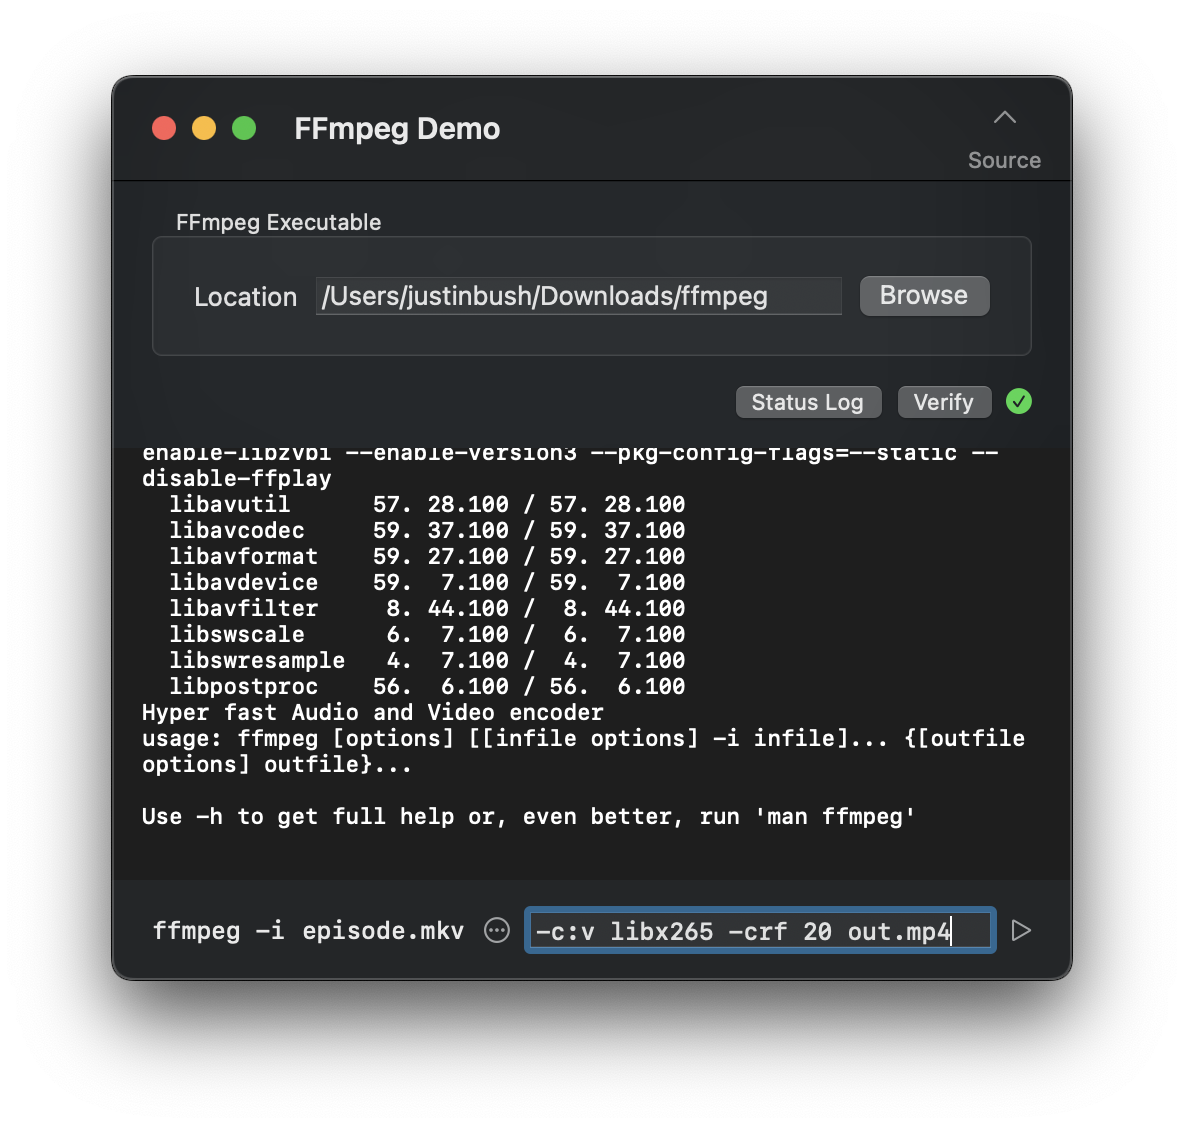 FFmpeg Demo
Source
FFmpeg Executable
Location /Users/justinbush/Downloads/ffmpeg Browse
Status Log Verify
enable-libzvbi --enable-version3 --pkg-config-flags=--static --
disable-ffplay
  libavutil      57. 28.100 / 57. 28.100
  libavcodec     59. 37.100 / 59. 37.100
  libavformat    59. 27.100 / 59. 27.100
  libavdevice    59.  7.100 / 59.  7.100
  libavfilter     8. 44.100 /  8. 44.100
  libswscale      6.  7.100 /  6.  7.100
  libswresample   4.  7.100 /  4.  7.100
  libpostproc    56.  6.100 / 56.  6.100
Hyper fast Audio and Video encoder
usage: ffmpeg [options] [[infile options] -i infile]... {[outfile
options] outfile}...
Use -h to get full help or, even better, run 'man ffmpeg'
ffmpeg -i episode.mkv -c:v libx265 -crf 20 out.mp4